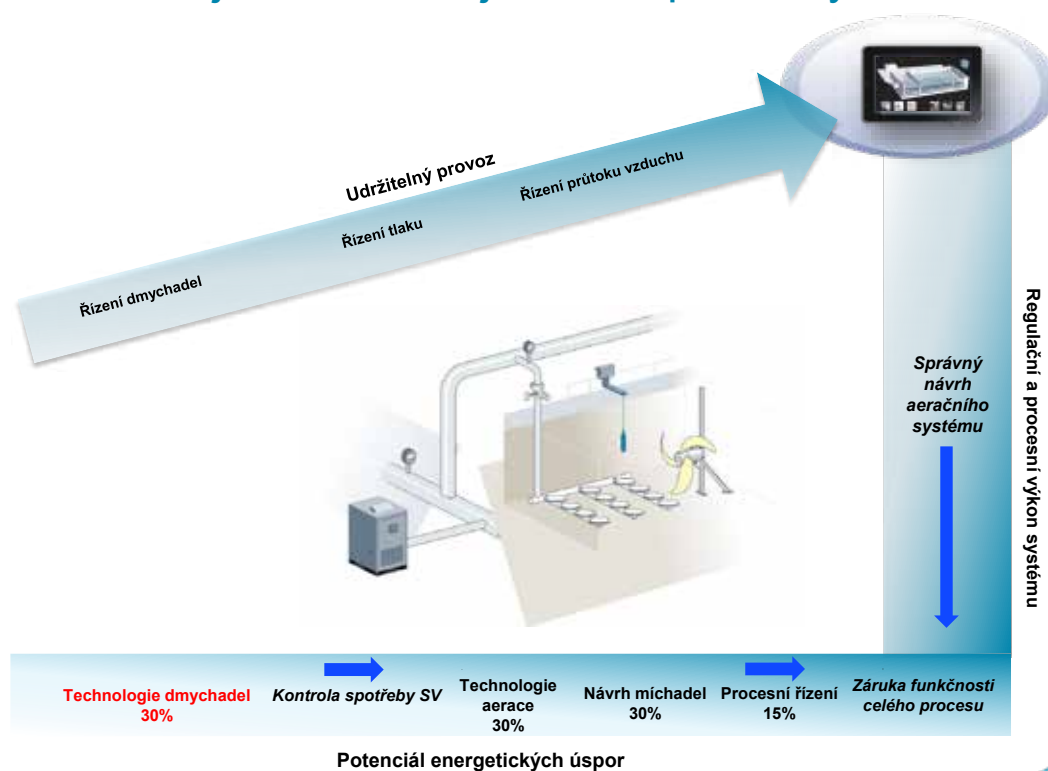 Udržitelný provoz
Řízení dmychadel
Řízení tlaku
Řízení průtoku vzduchu
Správný
návrh
aeračního
systému
Regulační a procesní výkon systému
Technologie dmychadel
30%
Kontrola spotřeby SV
Technologie
aerace
30%
Návrh míchadel
30%
Procesní řízení
15%
Záruka funkčnosti
celého procesu
Potenciál energetických úspor